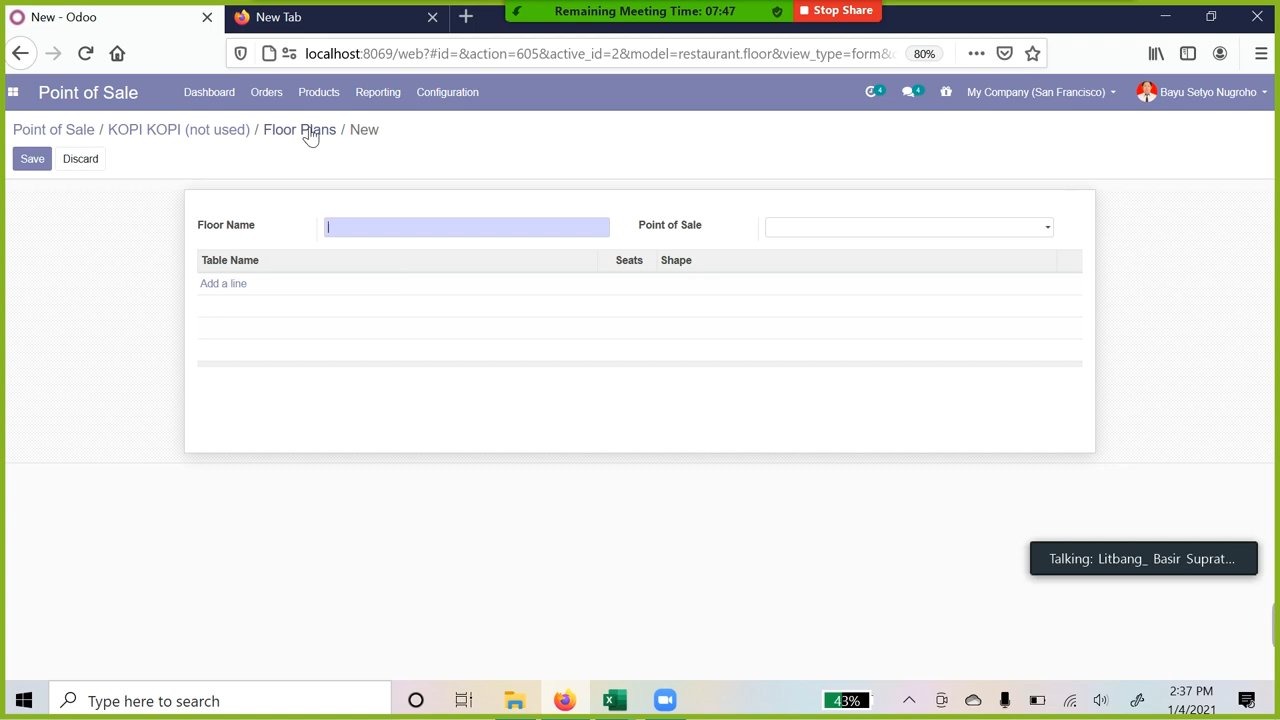 New - Odoo
New Tab
Remaining Meeting Time: 07:47
Stop Share
localhost:8069/web?#id=&action=605&active_id=2&model=restaurant.floor&view_type=form&
80%
Point of Sale
Dashboard
Orders
Products
Reporting
Configuration
4
4
My Company (San Francisco)
Bayu Setyo Nugroho
Point of Sale / KOPI KOPI (not used) / Floor Plans / New
Save
Discard
Floor Name
Point of Sale
Table Name
Seats
Shape
Add a line
Talking: Litbang_ Basir Suprat...
Type here to search
43%
2:37 PM
1/4/2021